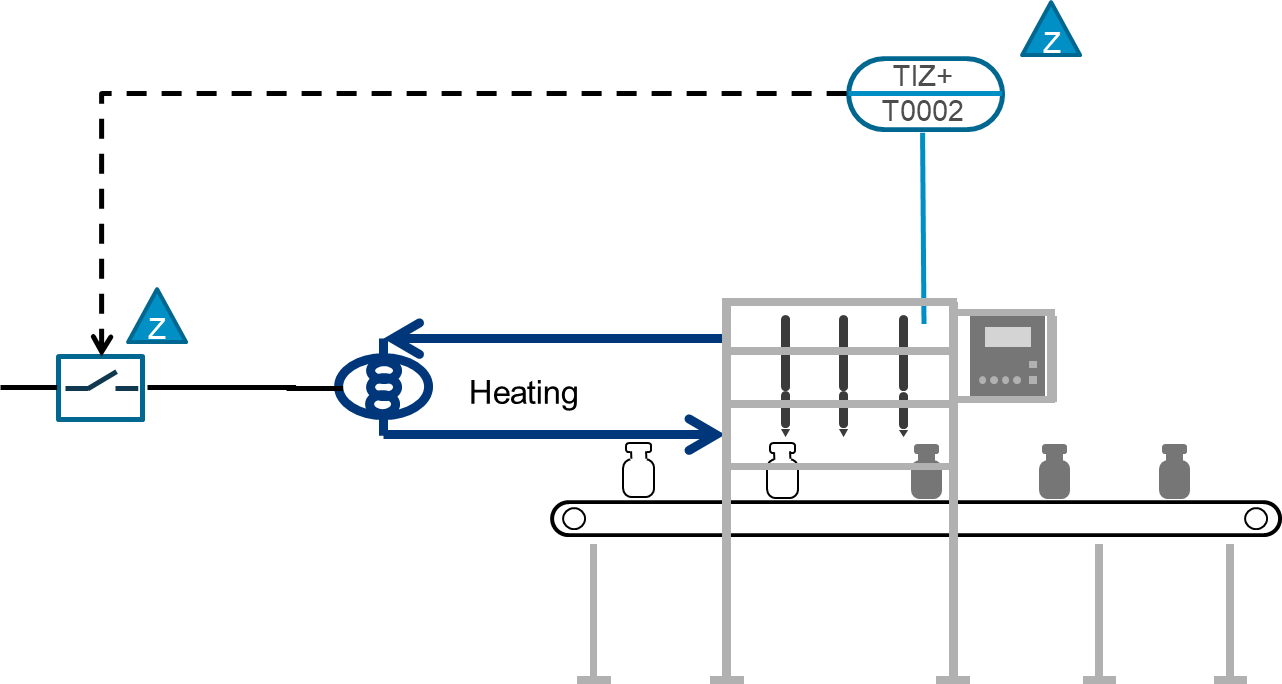 Z
TIZ+
T0002
Z
Heating